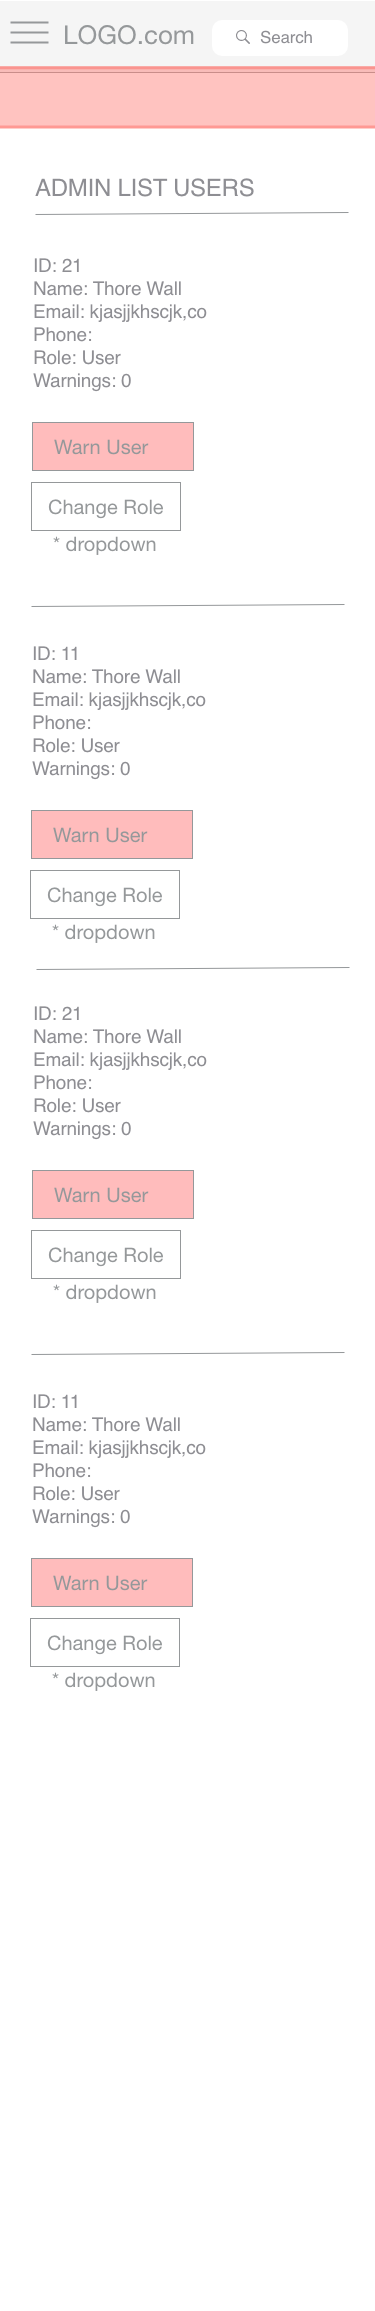 LOGO.com
Search
ADMIN LIST USERS
ID: 21
Name: Thore Wall
Email: kjasjjkhscjk,co
Phone:
Role: User
Warnings: 0
Warn User
Change Role
* dropdown
ID: 11
Name: Thore Wall
Email: kjasjjkhscjk,co
Phone:
Role: User
Warnings: 0
Warn User
Change Role
* dropdown
ID: 21
Name: Thore Wall
Email: kjasjjkhscjk,co
Phone:
Role: User
Warnings: 0
Warn User
Change Role
* dropdown
ID: 11
Name: Thore Wall
Email: kjasjjkhscjk,co
Phone:
Role: User
Warnings: 0
Warn User
Change Role
* dropdown